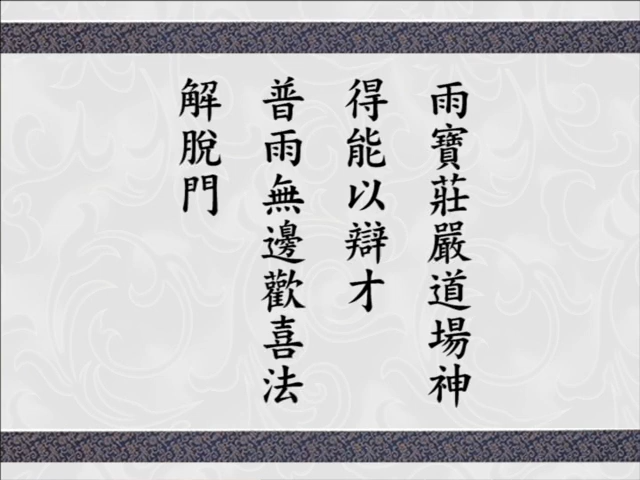 雨寶莊嚴道場神
得能以辯才
普雨無邊歡喜法
解脫門